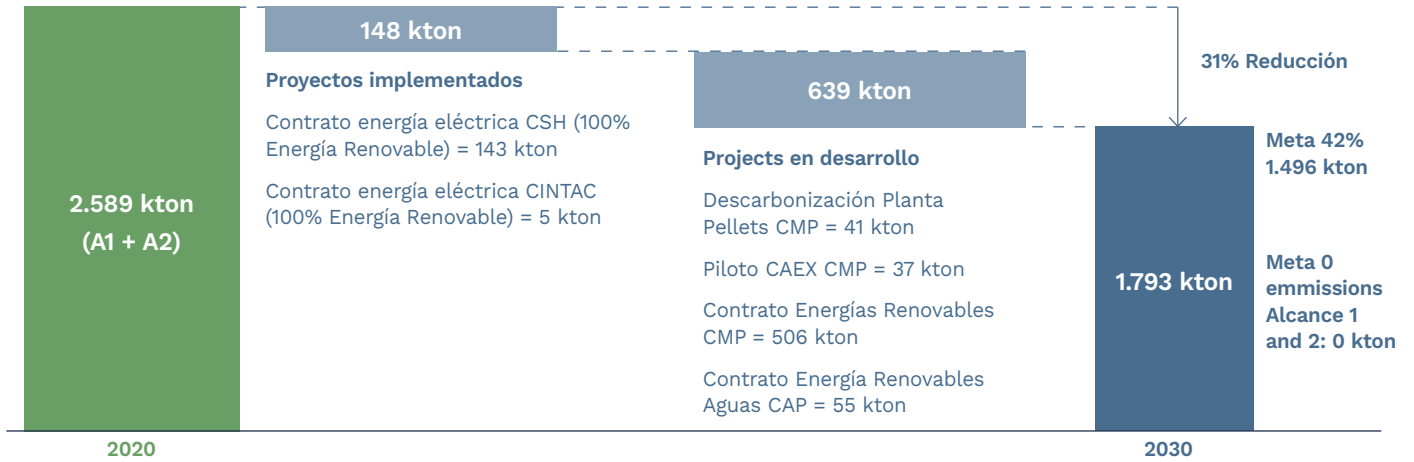 2.589 kton
(A1 + A2)
2020
148 kton
Proyectos implementados
Contrato energía eléctrica CSH (100%
Energía Renovable) = 143 kton
Contrato energía eléctrica CINTAC
(100% Energía Renovable) = 5 kton
639 kton
Projects en desarrollo
Descarbonización Planta
Pellets CMP = 41 kton
Piloto CAEX CMP = 37 kton
Contrato Energías Renovables
CMP = 506 kton
Contrato Energía Renovables
Aguas CAP = 55 kton
31% Reducción
1.793 kton
2030
Meta 42%
1.496 kton
Meta 0
emmissions
Alcance 1
and 2: 0 kton